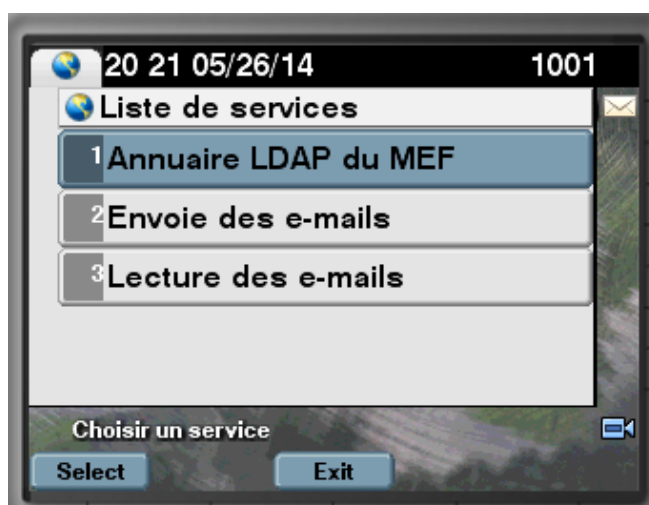 20 21 05/26/14 1001
Liste de services
1 Annuaire LDAP du MEF
2 Envoie des e-mails
3 Lecture des e-mails
Choisir un service
Select Exit